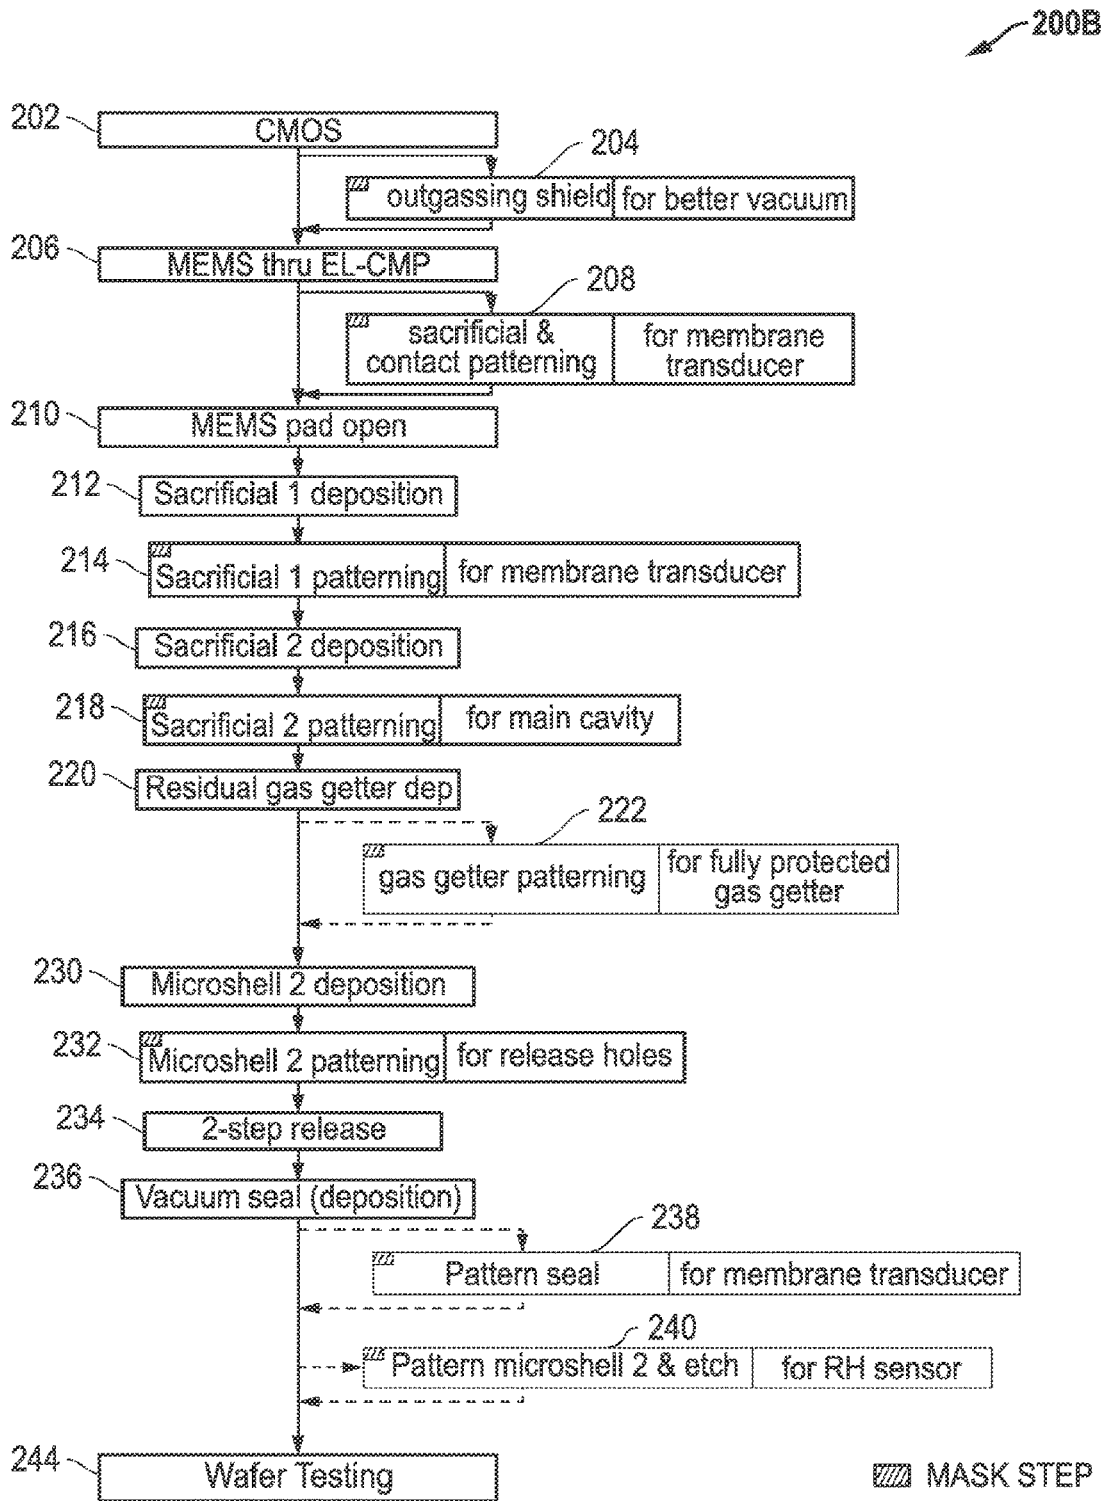 200B
202
CMOS
204
outgassing shield for better vacuum
206
MEMS thru EL-CMP
208
sacrificial &
contact patterning
for membrane
transducer
210
MEMS pad open
212
Sacrificial 1 deposition
214
Sacrificial 1 patterning for membrane transducer
216
Sacrificial 2 deposition
218
Sacrificial 2 patterning for main cavity
220
Residual gas getter dep
222
gas getter patterning
for fully protected
gas getter
230
Microshell 2 deposition
232
Microshell 2 patterning for release holes
234
2-step release
236
Vacuum seal (deposition)
238
Pattern seal for membrane transducer
240
Pattern microshell 2 & etch for RH sensor
244
Wafer Testing
MASK STEP